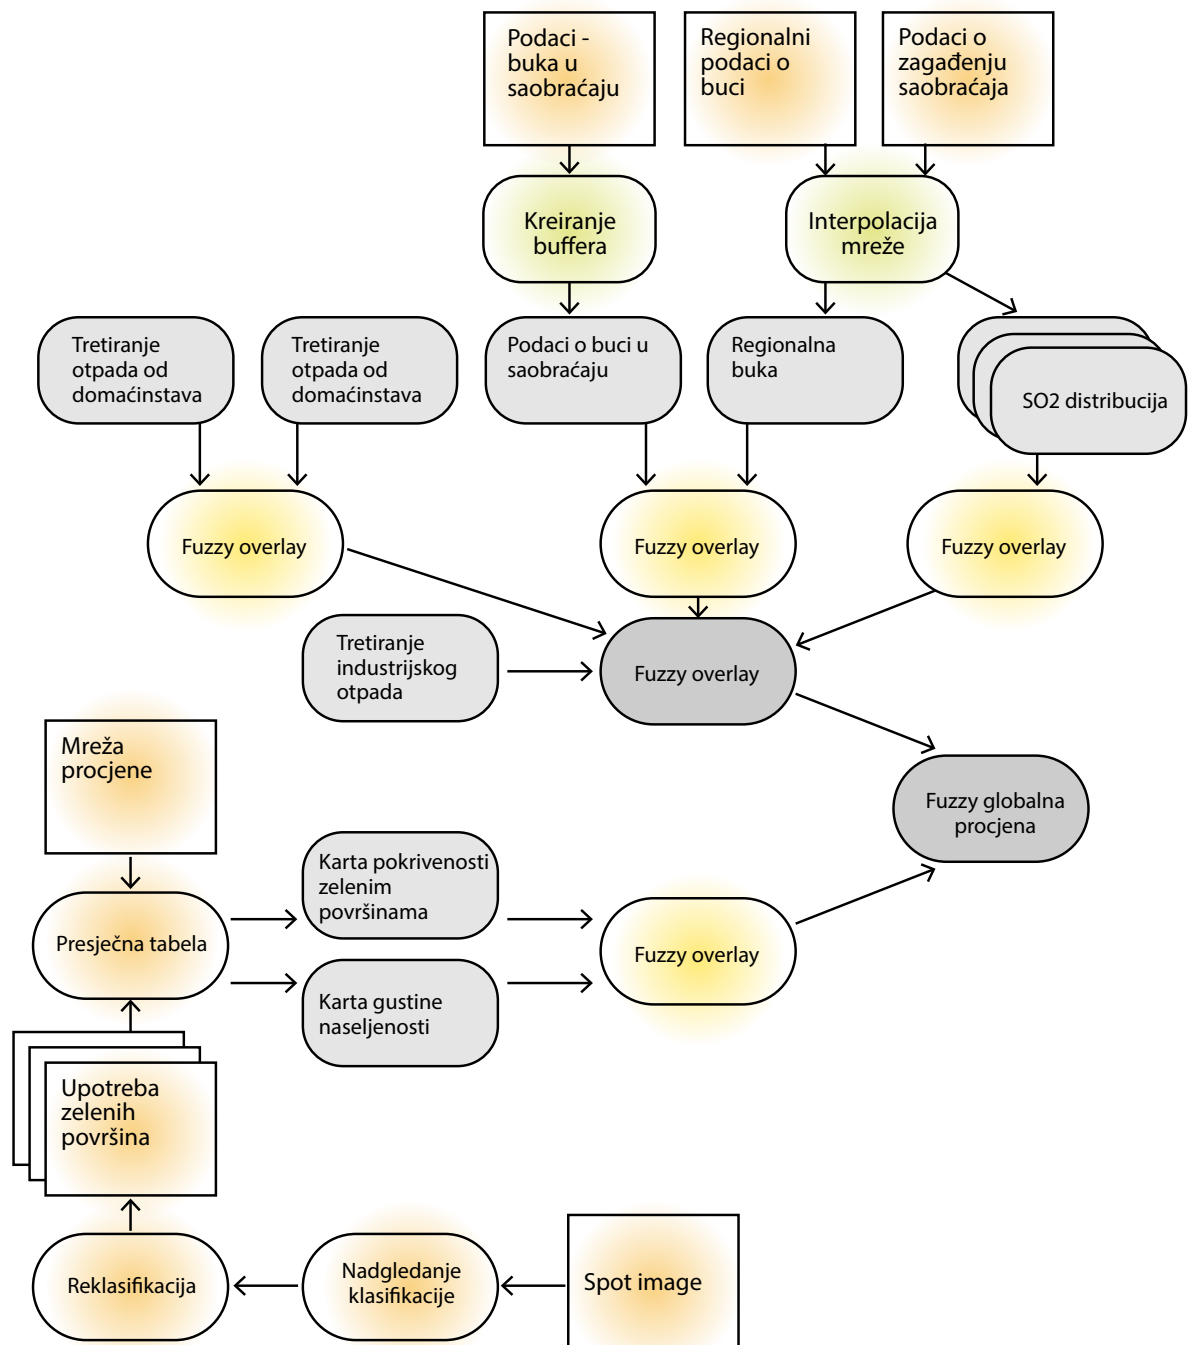 Podaci -
buka u
saobraćaju
Regionalni
podaci o
buci
Podaci o
zagađenju
saobraćaja
Kreiranje
buffera
Interpolacija
mreže
Tretiranje
otpada od
domaćinstava
Tretiranje
otpada od
domaćinstava
Podaci o buci u
saobraćaju
Regionalna
buka
SO2 distribucija
Fuzzy overlay
Fuzzy overlay
Fuzzy overlay
Tretiranje
industrijskog
otpada
Fuzzy overlay
Mreža
procjene
Fuzzy globalna
procjena
Karta pokrivenosti
zelenim
površinama
Presječna tabela
Fuzzy overlay
Karta gustine
naseljenosti
Upotreba
zelenih
površina
Reklasifikacija
Nadgledanje
klasifikacije
Spot image